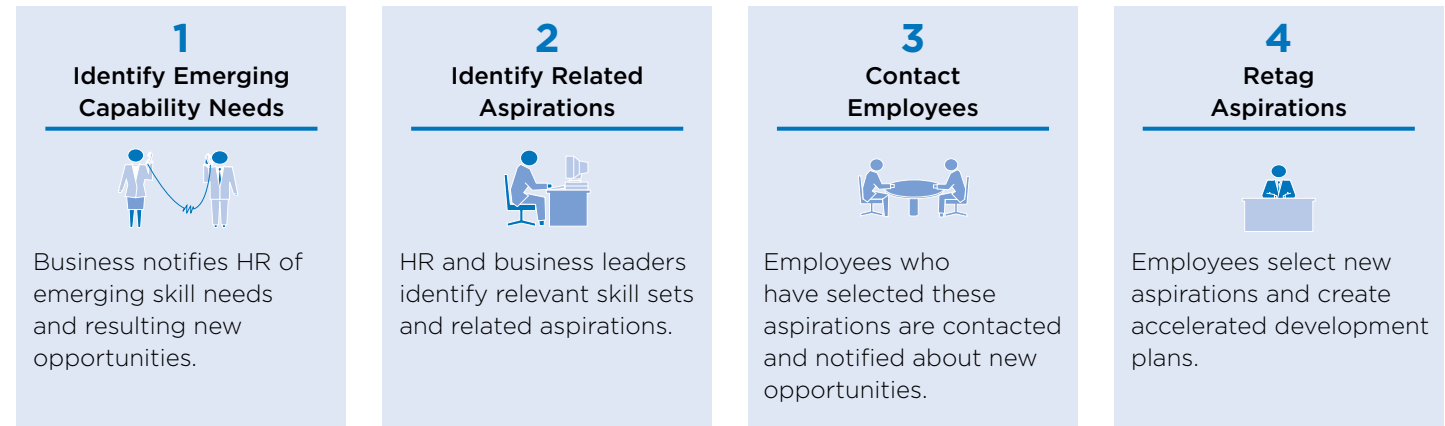 1
Identify Emerging
Capability Needs
Business notifies HR of
emerging skill needs
and resulting new
opportunities.
2
Identify Related
Aspirations
HR and business leaders
identify relevant skill sets
and related aspirations.
3
Contact
Employees
Employees who
have selected these
aspirations are contacted
and notified about new
opportunities.
4
Retag
Aspirations
Employees select new
aspirations and create
accelerated development
plans.